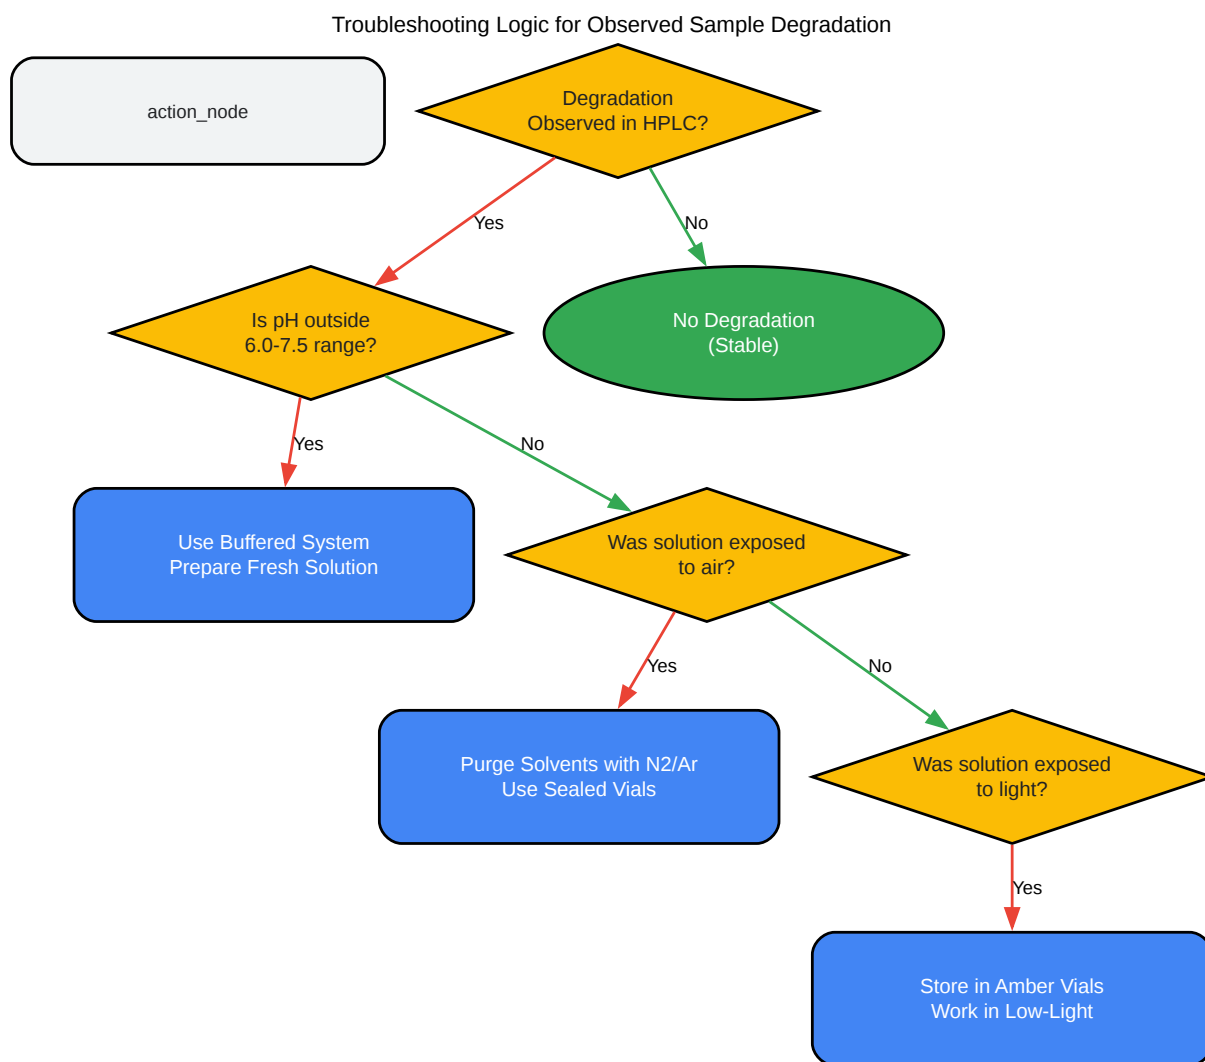 Troubleshooting Logic for Observed Sample Degradation
action_node
Degradation
Observed in HPLC?
Yes
No
Is pH outside
6.0-7.5 range?
No Degradation
(Stable)
Yes
No
Use Buffered System
Prepare Fresh Solution
Was solution exposed
to air?
Yes
No
Purge Solvents with N2/Ar
Use Sealed Vials
Was solution exposed
to light?
Yes
Store in Amber Vials
Work in Low-Light